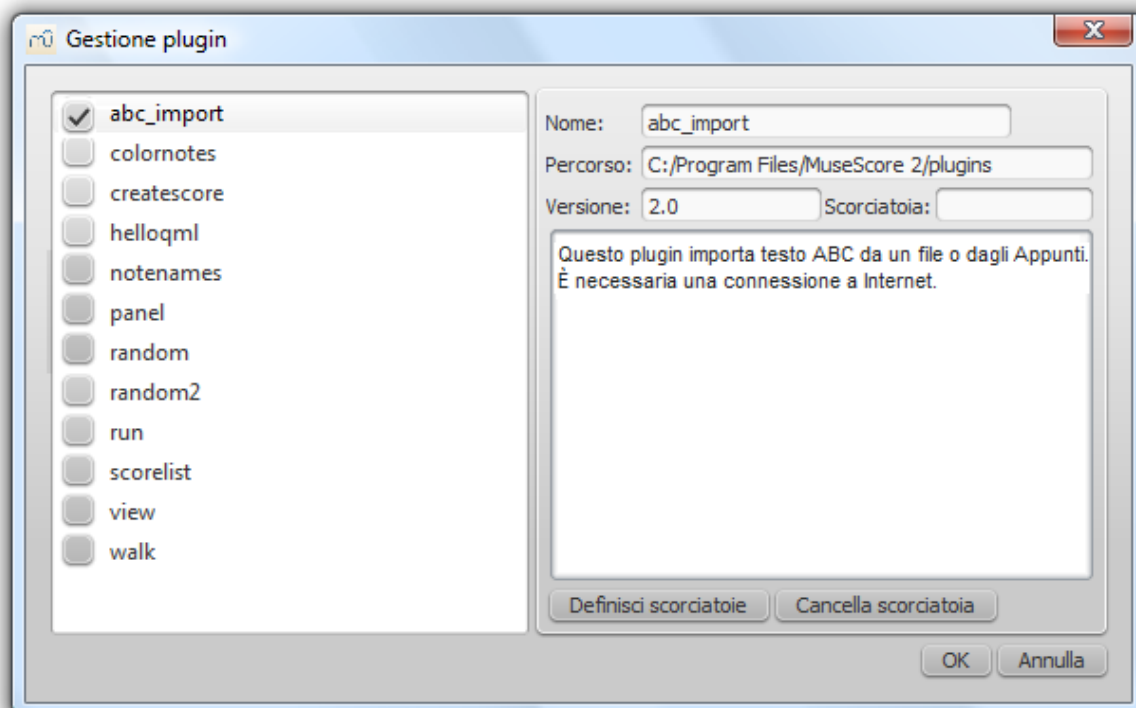 Gestione plugin
abc_import
colornotes
createscore
helloqml
notenames
panel
random
random2
run
scorelist
view
walk
Nome: abc_import
Percorso: C:/Program Files/MuseScore 2/plugins
Versione: 2.0 Scorciatoia:
Questo plugin importa testo ABC da un file o dagli Appunti.
È necessaria una connessione a Internet.
Definisci scorciatoie Cancella scorciatoia
OK Annulla